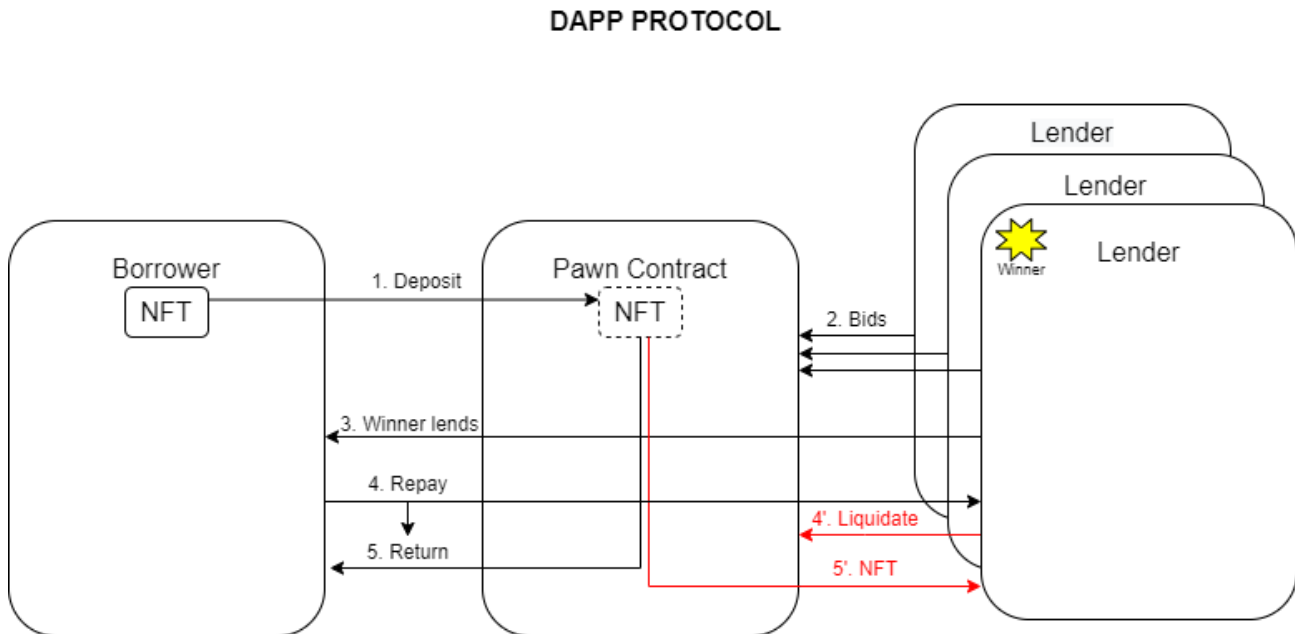 DAPP PROTOCOL
Lender
Lender
Lender
Winner
Borrower
NFT
Pawn Contract
NFT
1. Deposit
2. Bids
3. Winner lends
4. Repay
4'. Liquidate
5. Return
5'. NFT